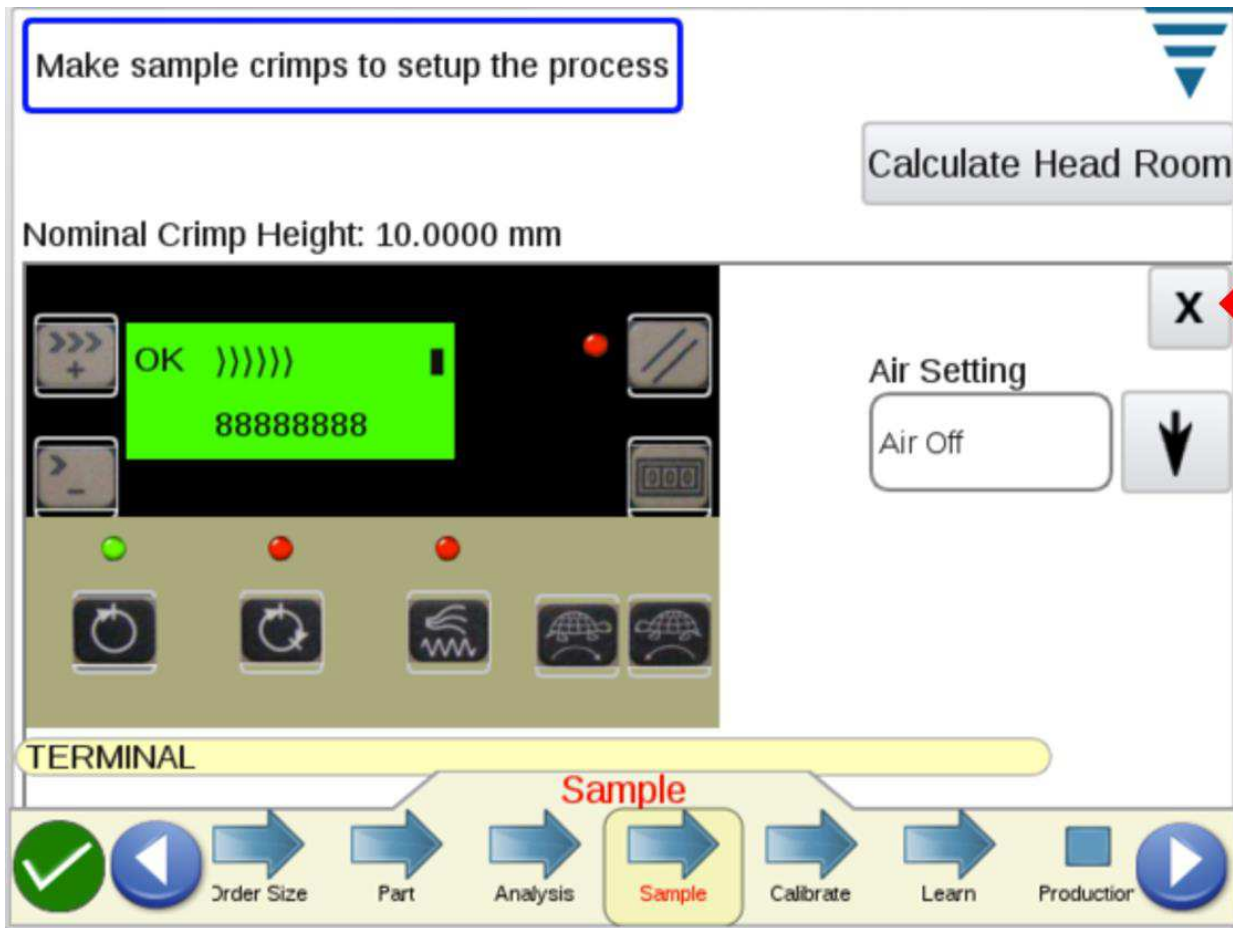 Make sample crimps to setup the process
Calculate Head Room
Nominal Crimp Height: 10.0000 mm
X
>>>
+
OK ))))))
88888888
>
-
000
Air Setting
Air Off
TERMINAL
Sample
Order Size
Part
Analysis
Sample
Calibrate
Learn
Production